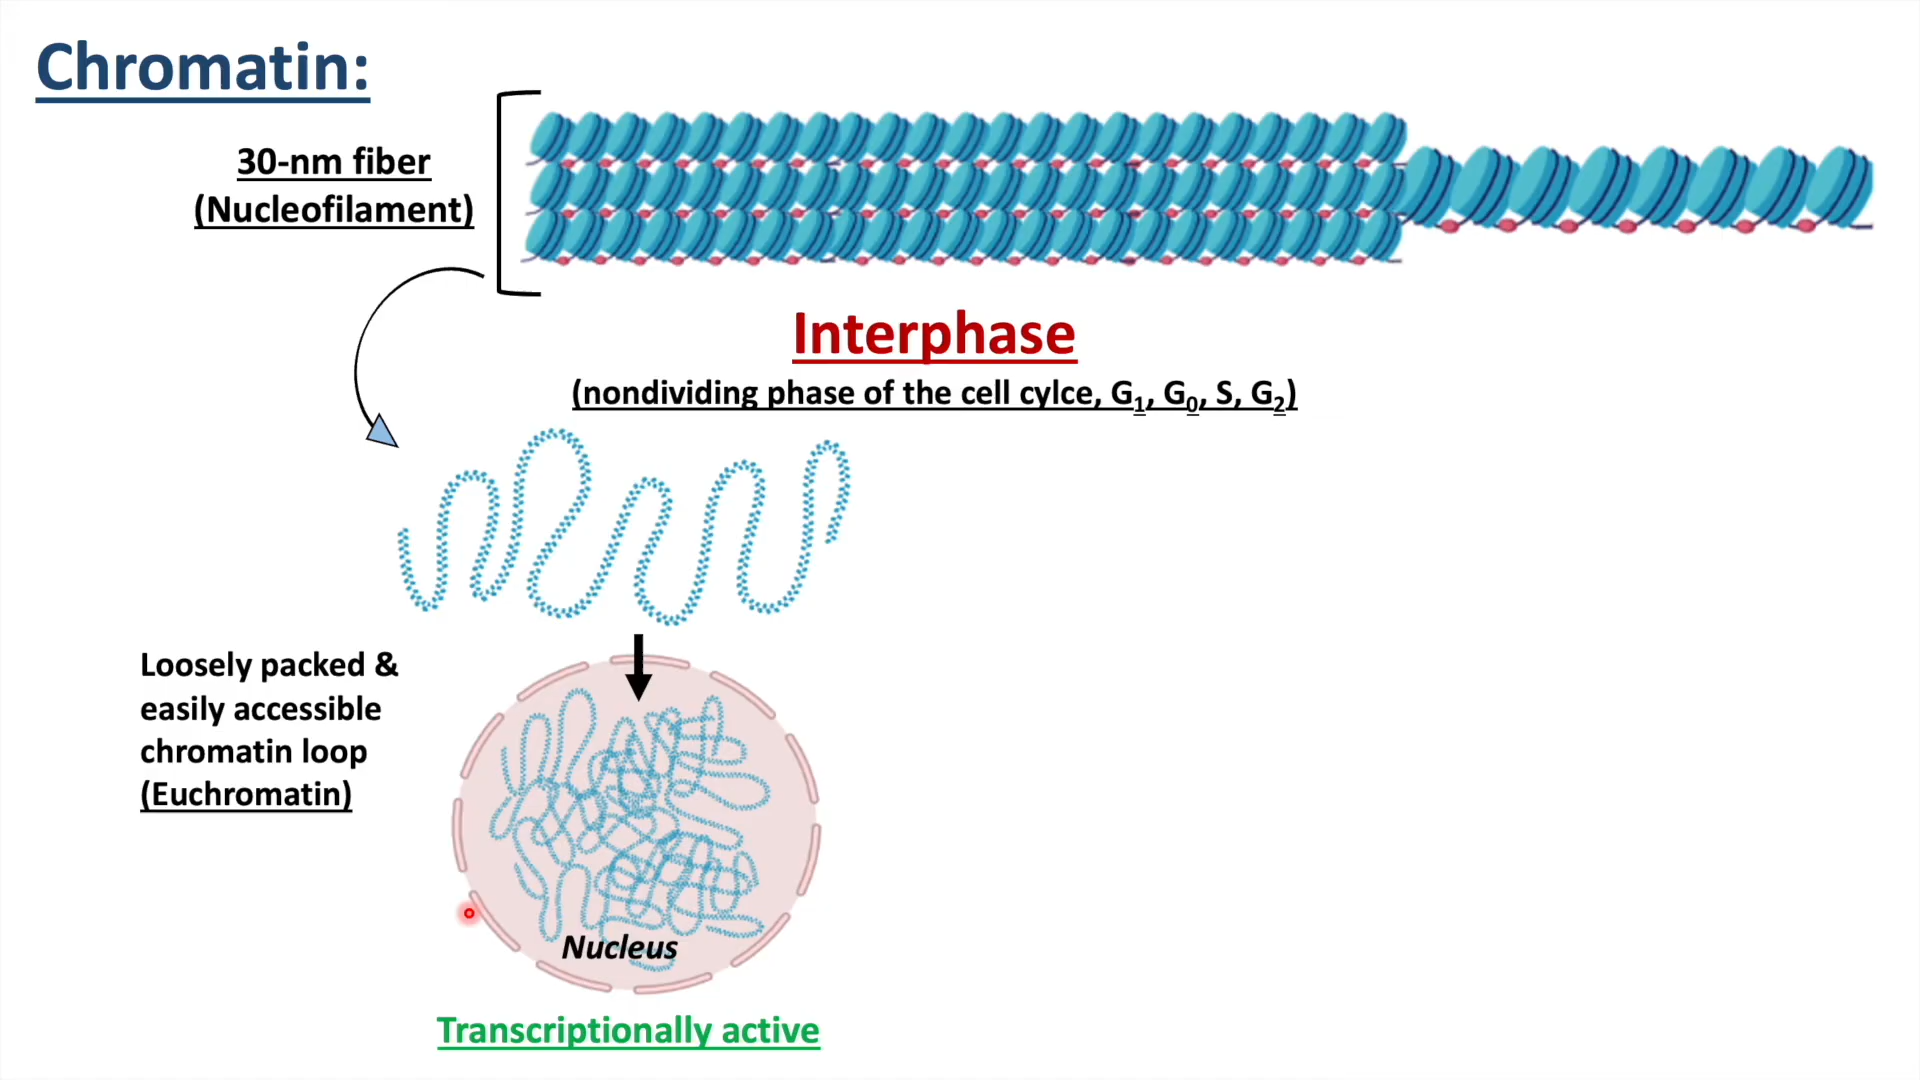 Chromatin:
30-nm fiber
(Nucleofilament)
Interphase
(nondividing phase of the cell cylce, G₁, G₀, S, G₂)
Loosely packed &
easily accessible
chromatin loop
(Euchromatin)
Nucleus
Transcriptionally active